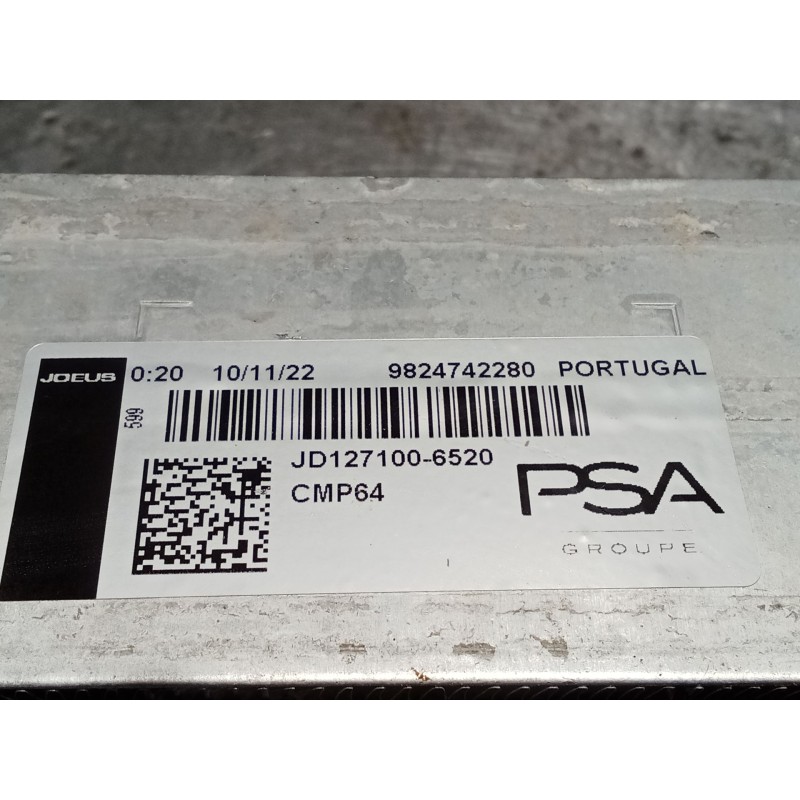 JOEUS 0:20 10/11/22 9824742280 PORTUGAL
599
JD127100-6520
CMP64
PSA
GROUPE